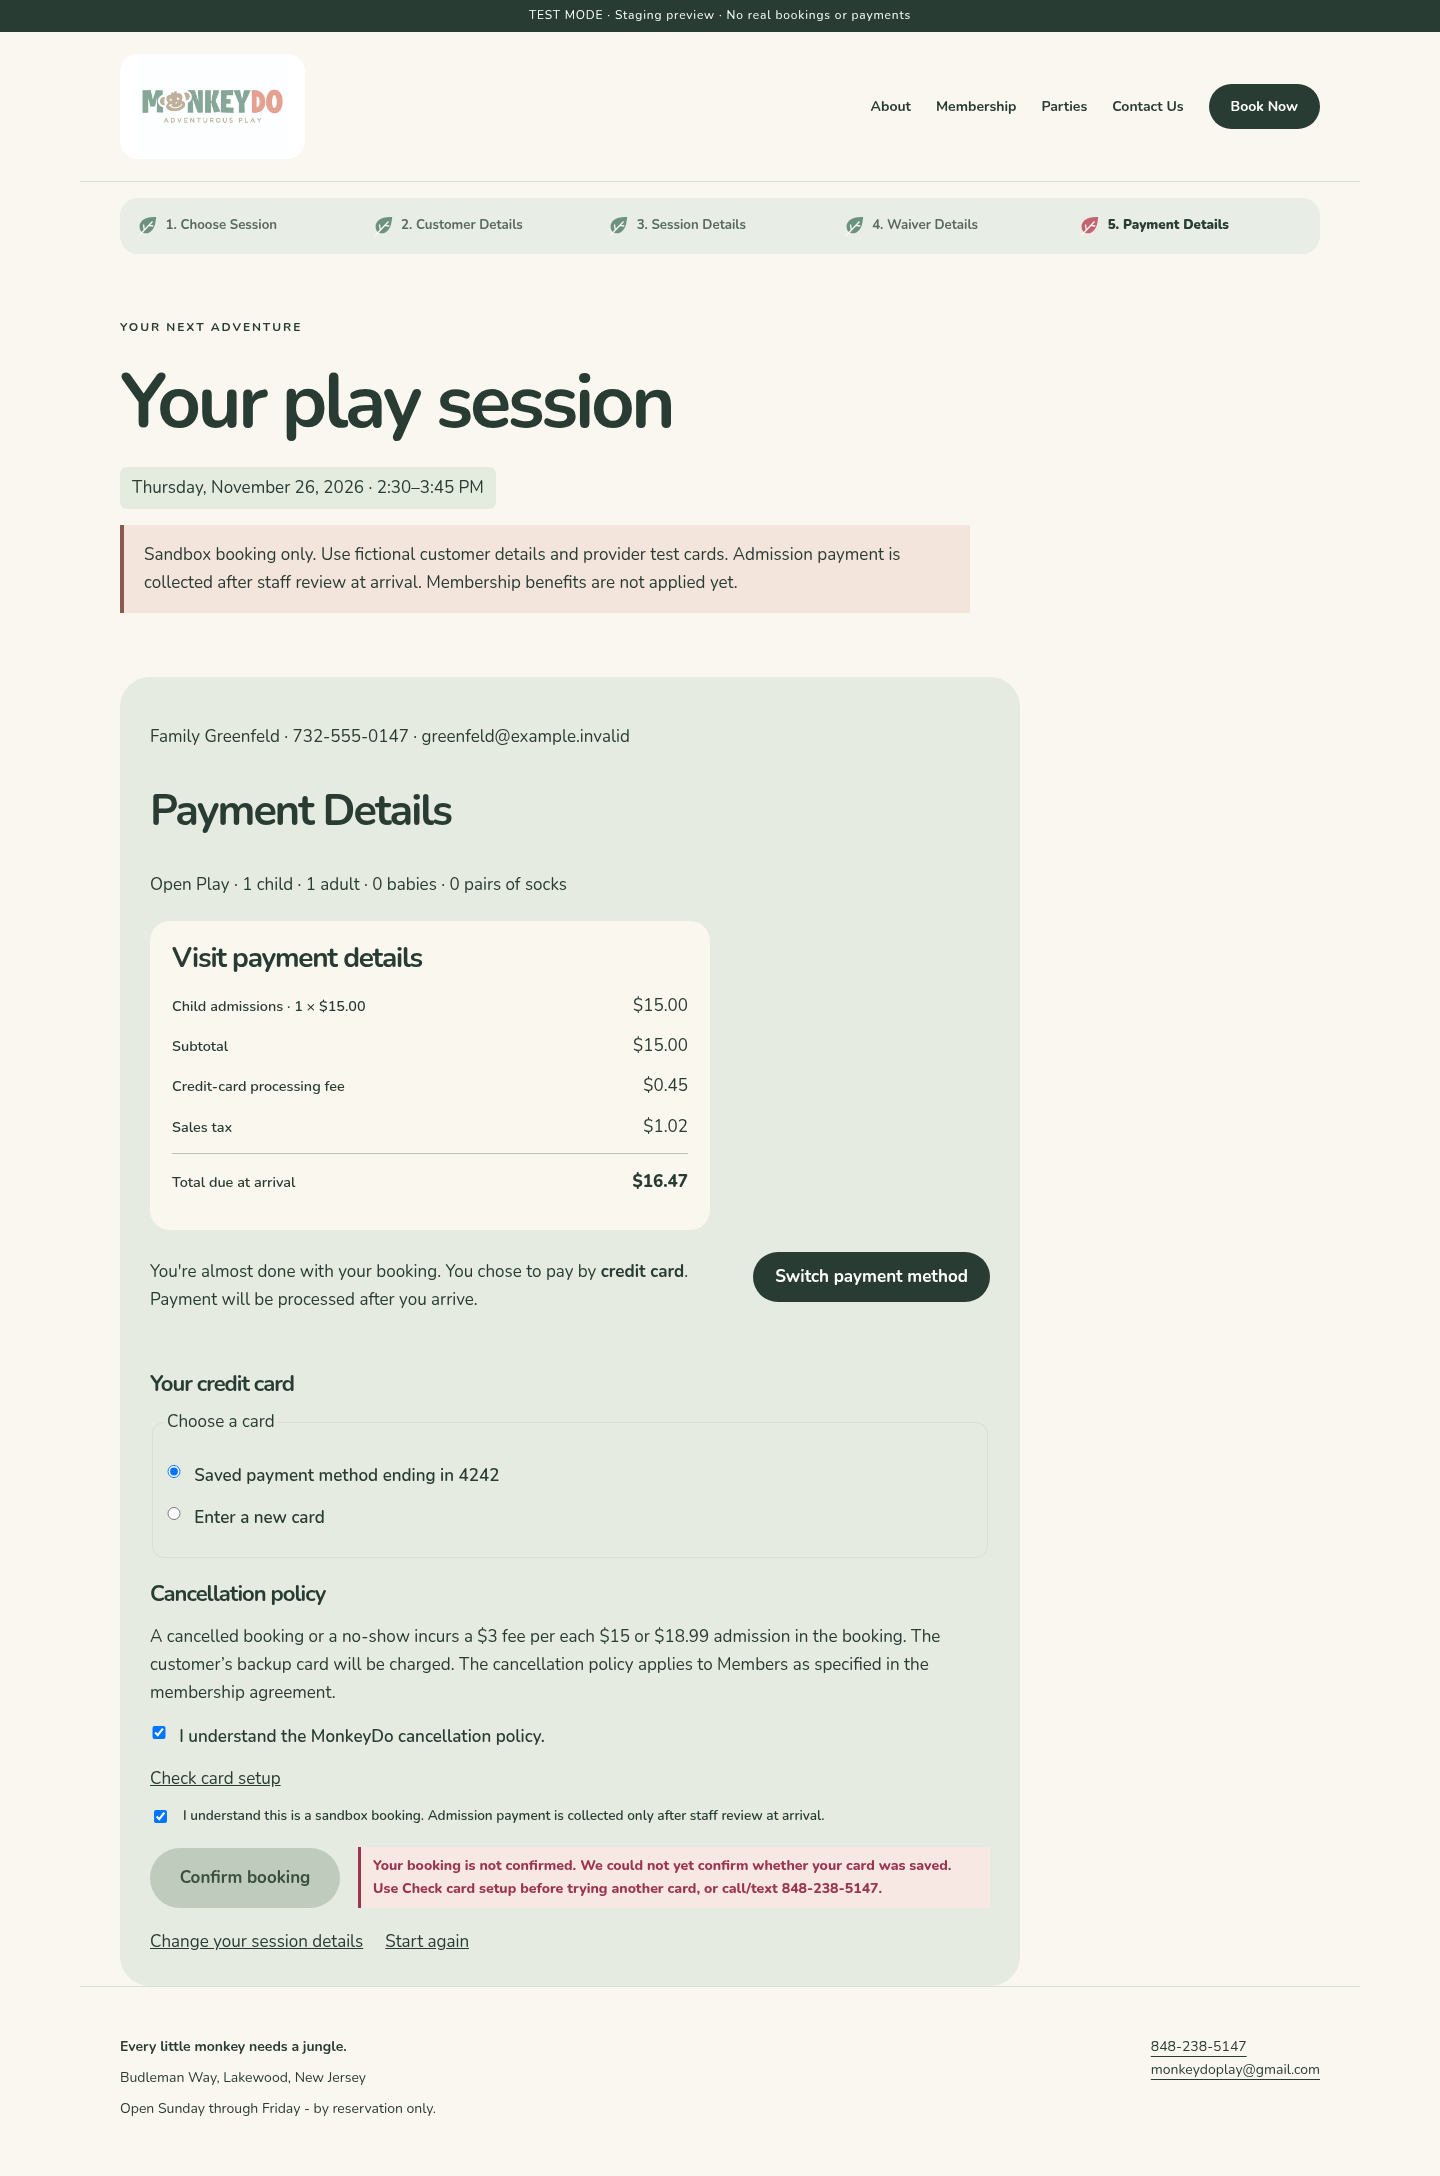 TEST MODE · Staging preview · No real bookings or payments
MONKEYDO
ADVENTUROUS PLAY
About Membership Parties Contact Us Book Now
1. Choose Session 2. Customer Details 3. Session Details 4. Waiver Details 5. Payment Details
YOUR NEXT ADVENTURE
Your play session
Thursday, November 26, 2026 · 2:30–3:45 PM
Sandbox booking only. Use fictional customer details and provider test cards. Admission payment is
collected after staff review at arrival. Membership benefits are not applied yet.
Family Greenfeld · 732-555-0147 · greenfeld@example.invalid
Payment Details
Open Play · 1 child · 1 adult · 0 babies · 0 pairs of socks
Visit payment details
Child admissions · 1 × $15.00 $15.00
Subtotal $15.00
Credit-card processing fee $0.45
Sales tax $1.02
Total due at arrival $16.47
You're almost done with your booking. You chose to pay by credit card.
Payment will be processed after you arrive.
Switch payment method
Your credit card
Choose a card
Saved payment method ending in 4242
Enter a new card
Cancellation policy
A cancelled booking or a no-show incurs a $3 fee per each $15 or $18.99 admission in the booking. The
customer’s backup card will be charged. The cancellation policy applies to Members as specified in the
membership agreement.
I understand the MonkeyDo cancellation policy.
Check card setup
I understand this is a sandbox booking. Admission payment is collected only after staff review at arrival.
Confirm booking
Your booking is not confirmed. We could not yet confirm whether your card was saved.
Use Check card setup before trying another card, or call/text 848-238-5147.
Change your session details Start again
Every little monkey needs a jungle.
Budleman Way, Lakewood, New Jersey
Open Sunday through Friday - by reservation only.
848-238-5147
monkeydoplay@gmail.com